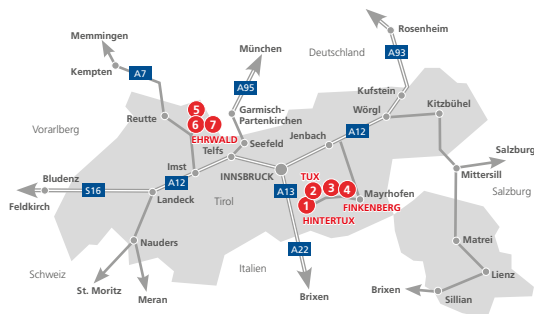 Rosenheim
Memmingen
München
Deutschland
A93
Kempten
A7
A95
Kufstein
5
Garmisch-
Partenkirchen
Wörgl
Kitzbühel
Reutte
6
7
Vorarlberg
EHRWALD
Telfs
Seefeld
Jenbach
A12
Salzburg
Imst
INNSBRUCK
TUX
Mittersill
Bludenz
S16
A12
A13
2
3
4
Mayrhofen
Salzburg
Feldkirch
Landeck
Tirol
1
FINKENBERG
HINTERTUX
Nauders
A22
Matrei
Schweiz
Italien
Lienz
St. Moritz
Meran
Brixen
Brixen
Sillian